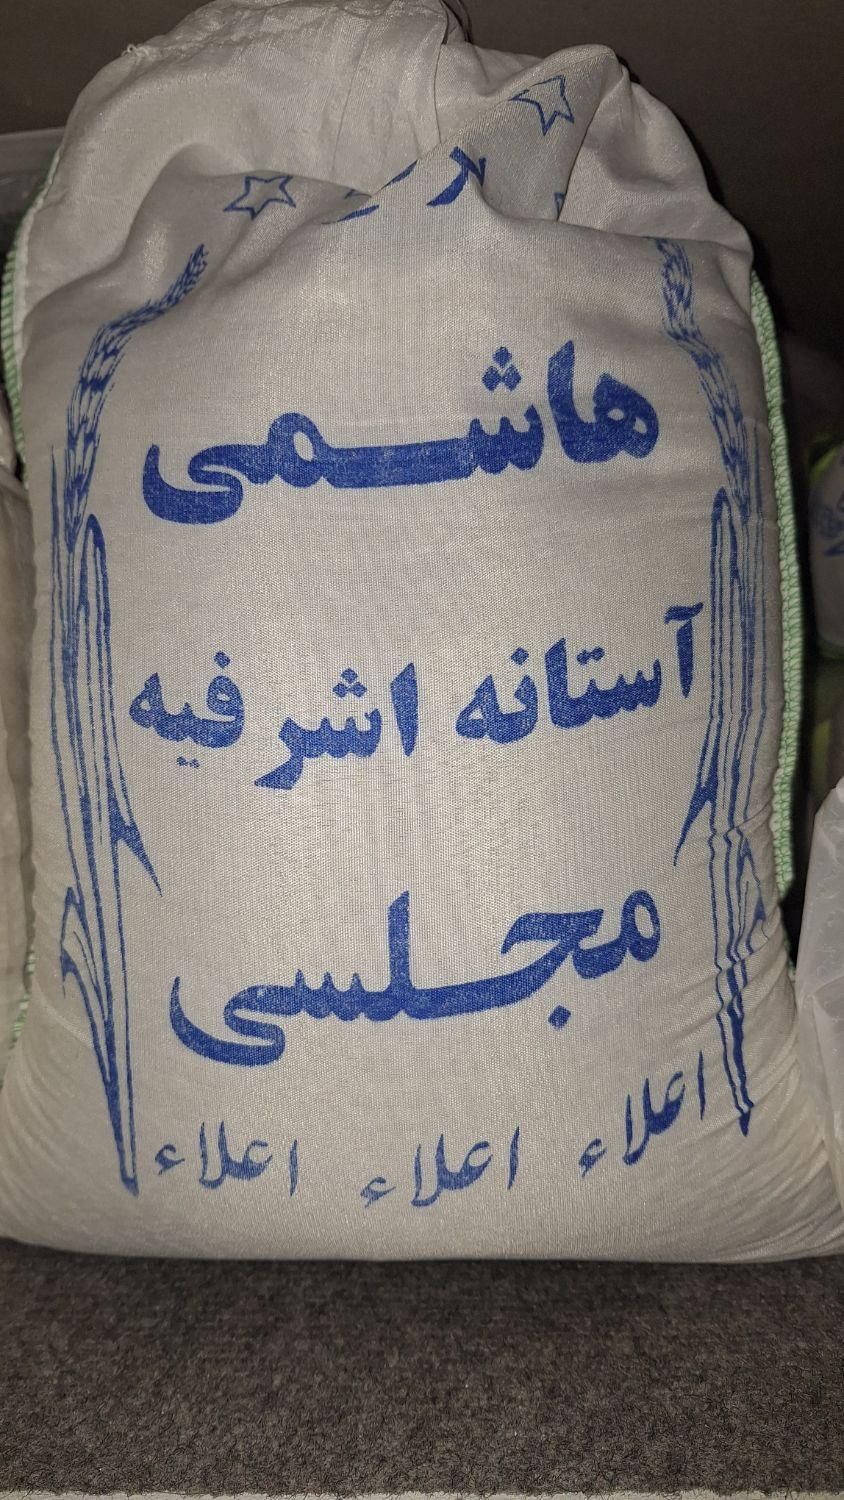 هاشمی
آستانه اشرفیه
مجلسی
اعلاء اعلاء اعلاء